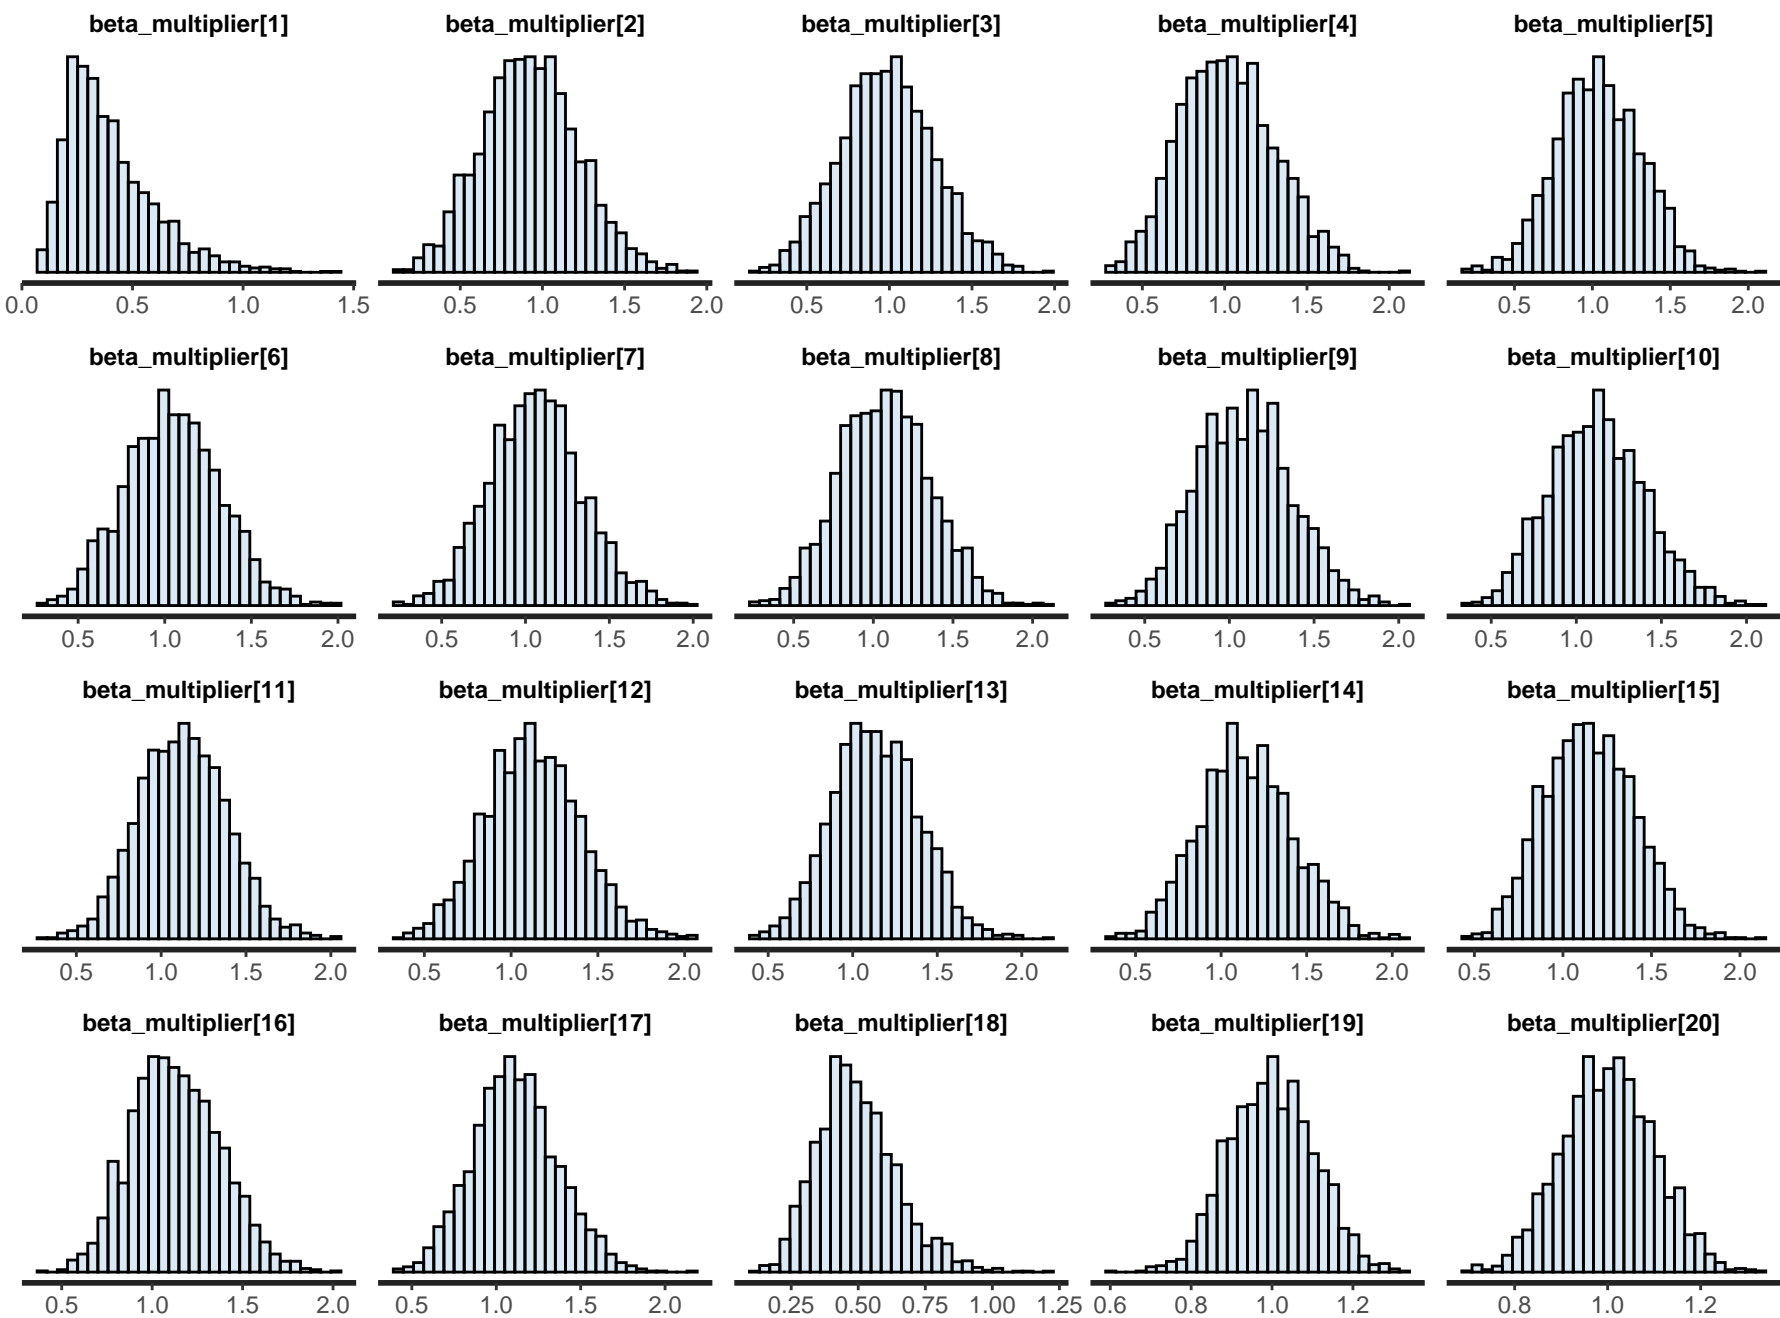 beta_multiplier[1] beta_multiplier[2] beta_multiplier[3] beta_multiplier[4] beta_multiplier[5]
0.0 0.5 1.0 1.5 0.5 1.0 1.5 2.0 0.5 1.0 1.5 2.0 0.5 1.0 1.5 2.0 0.5 1.0 1.5 2.0
beta_multiplier[6] beta_multiplier[7] beta_multiplier[8] beta_multiplier[9] beta_multiplier[10]
0.5 1.0 1.5 2.0 0.5 1.0 1.5 2.0 0.5 1.0 1.5 2.0 0.5 1.0 1.5 2.0 0.5 1.0 1.5 2.0
beta_multiplier[11] beta_multiplier[12] beta_multiplier[13] beta_multiplier[14] beta_multiplier[15]
0.5 1.0 1.5 2.0 0.5 1.0 1.5 2.0 0.5 1.0 1.5 2.0 0.5 1.0 1.5 2.0 0.5 1.0 1.5 2.0
beta_multiplier[16] beta_multiplier[17] beta_multiplier[18] beta_multiplier[19] beta_multiplier[20]
0.5 1.0 1.5 2.0 0.5 1.0 1.5 2.0 0.25 0.50 0.75 1.00 1.25 0.6 0.8 1.0 1.2 0.8 1.0 1.2